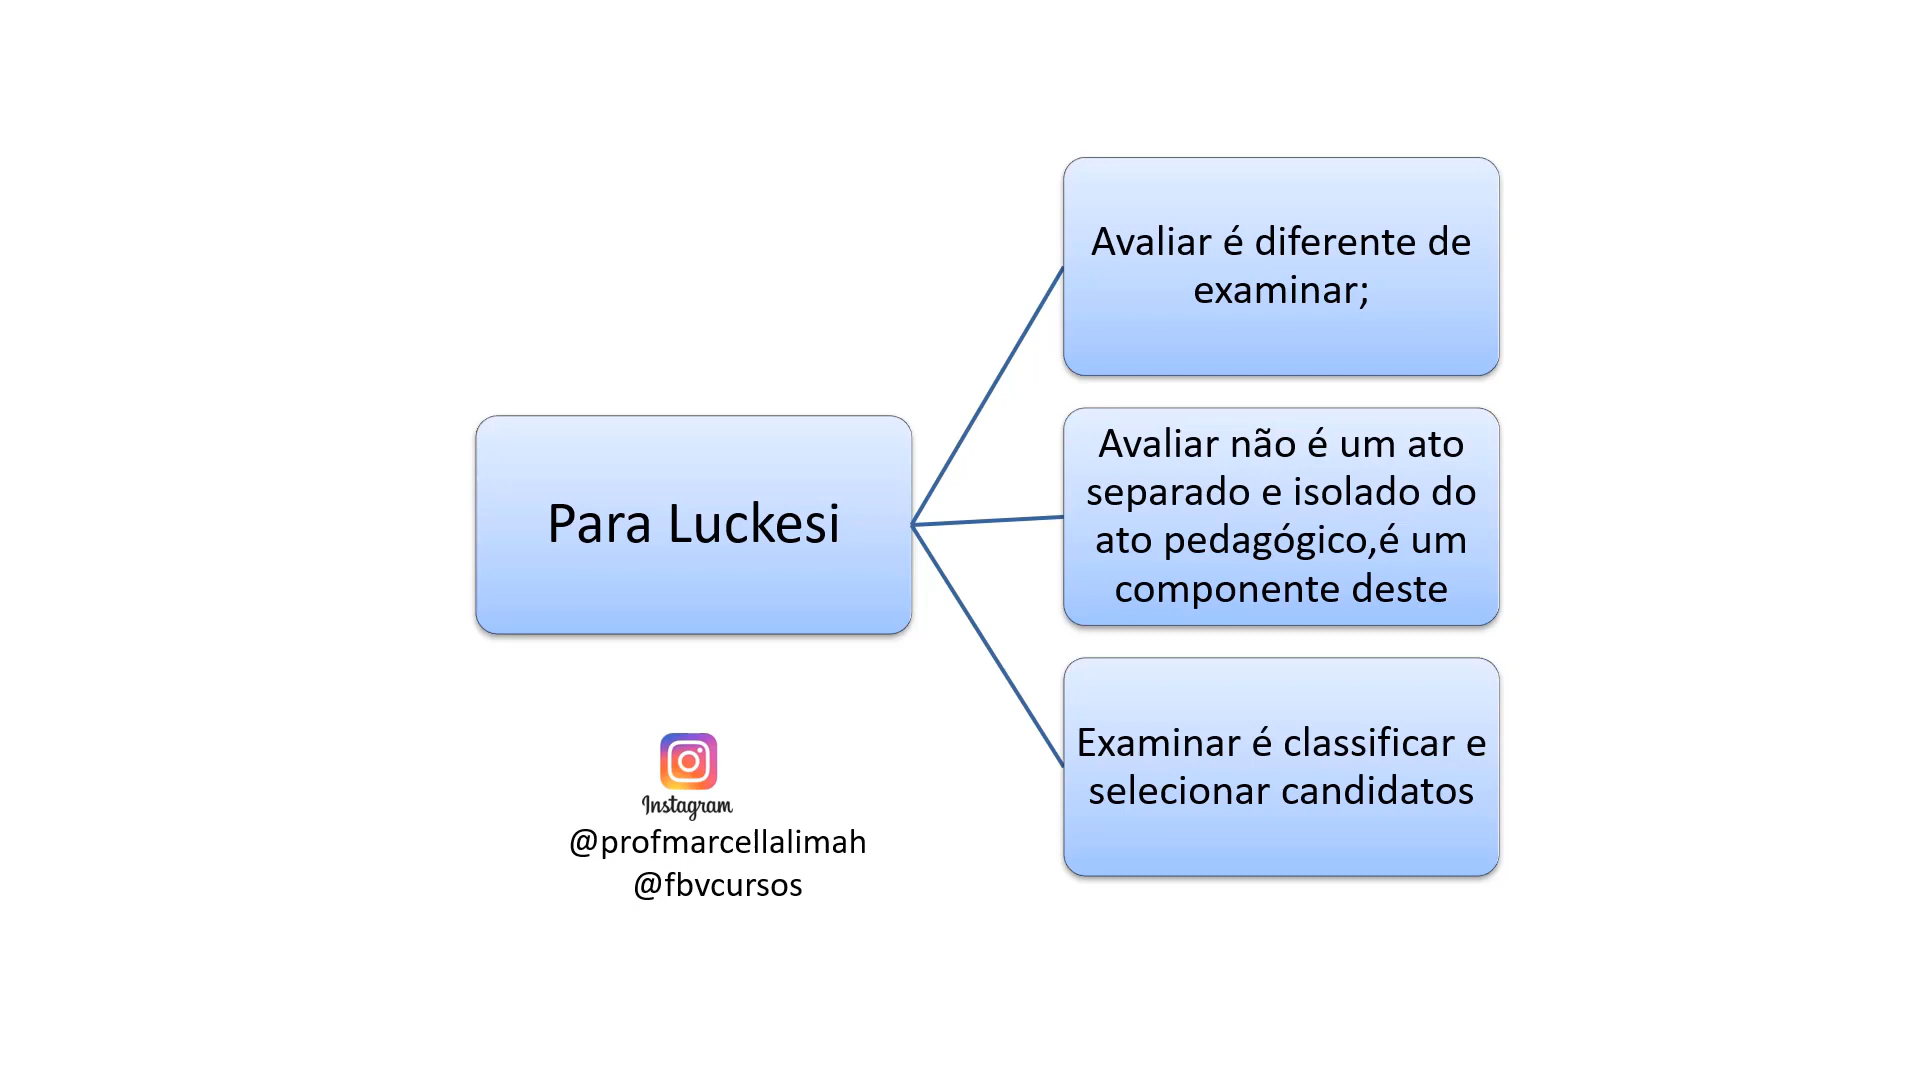 Avaliar é diferente de
examinar;
Para Luckesi
Avaliar não é um ato
separado e isolado do
ato pedagógico,é um
componente deste
Examinar é classificar e
selecionar candidatos
Instagram
@profmarcellalimah
@fbvcursos